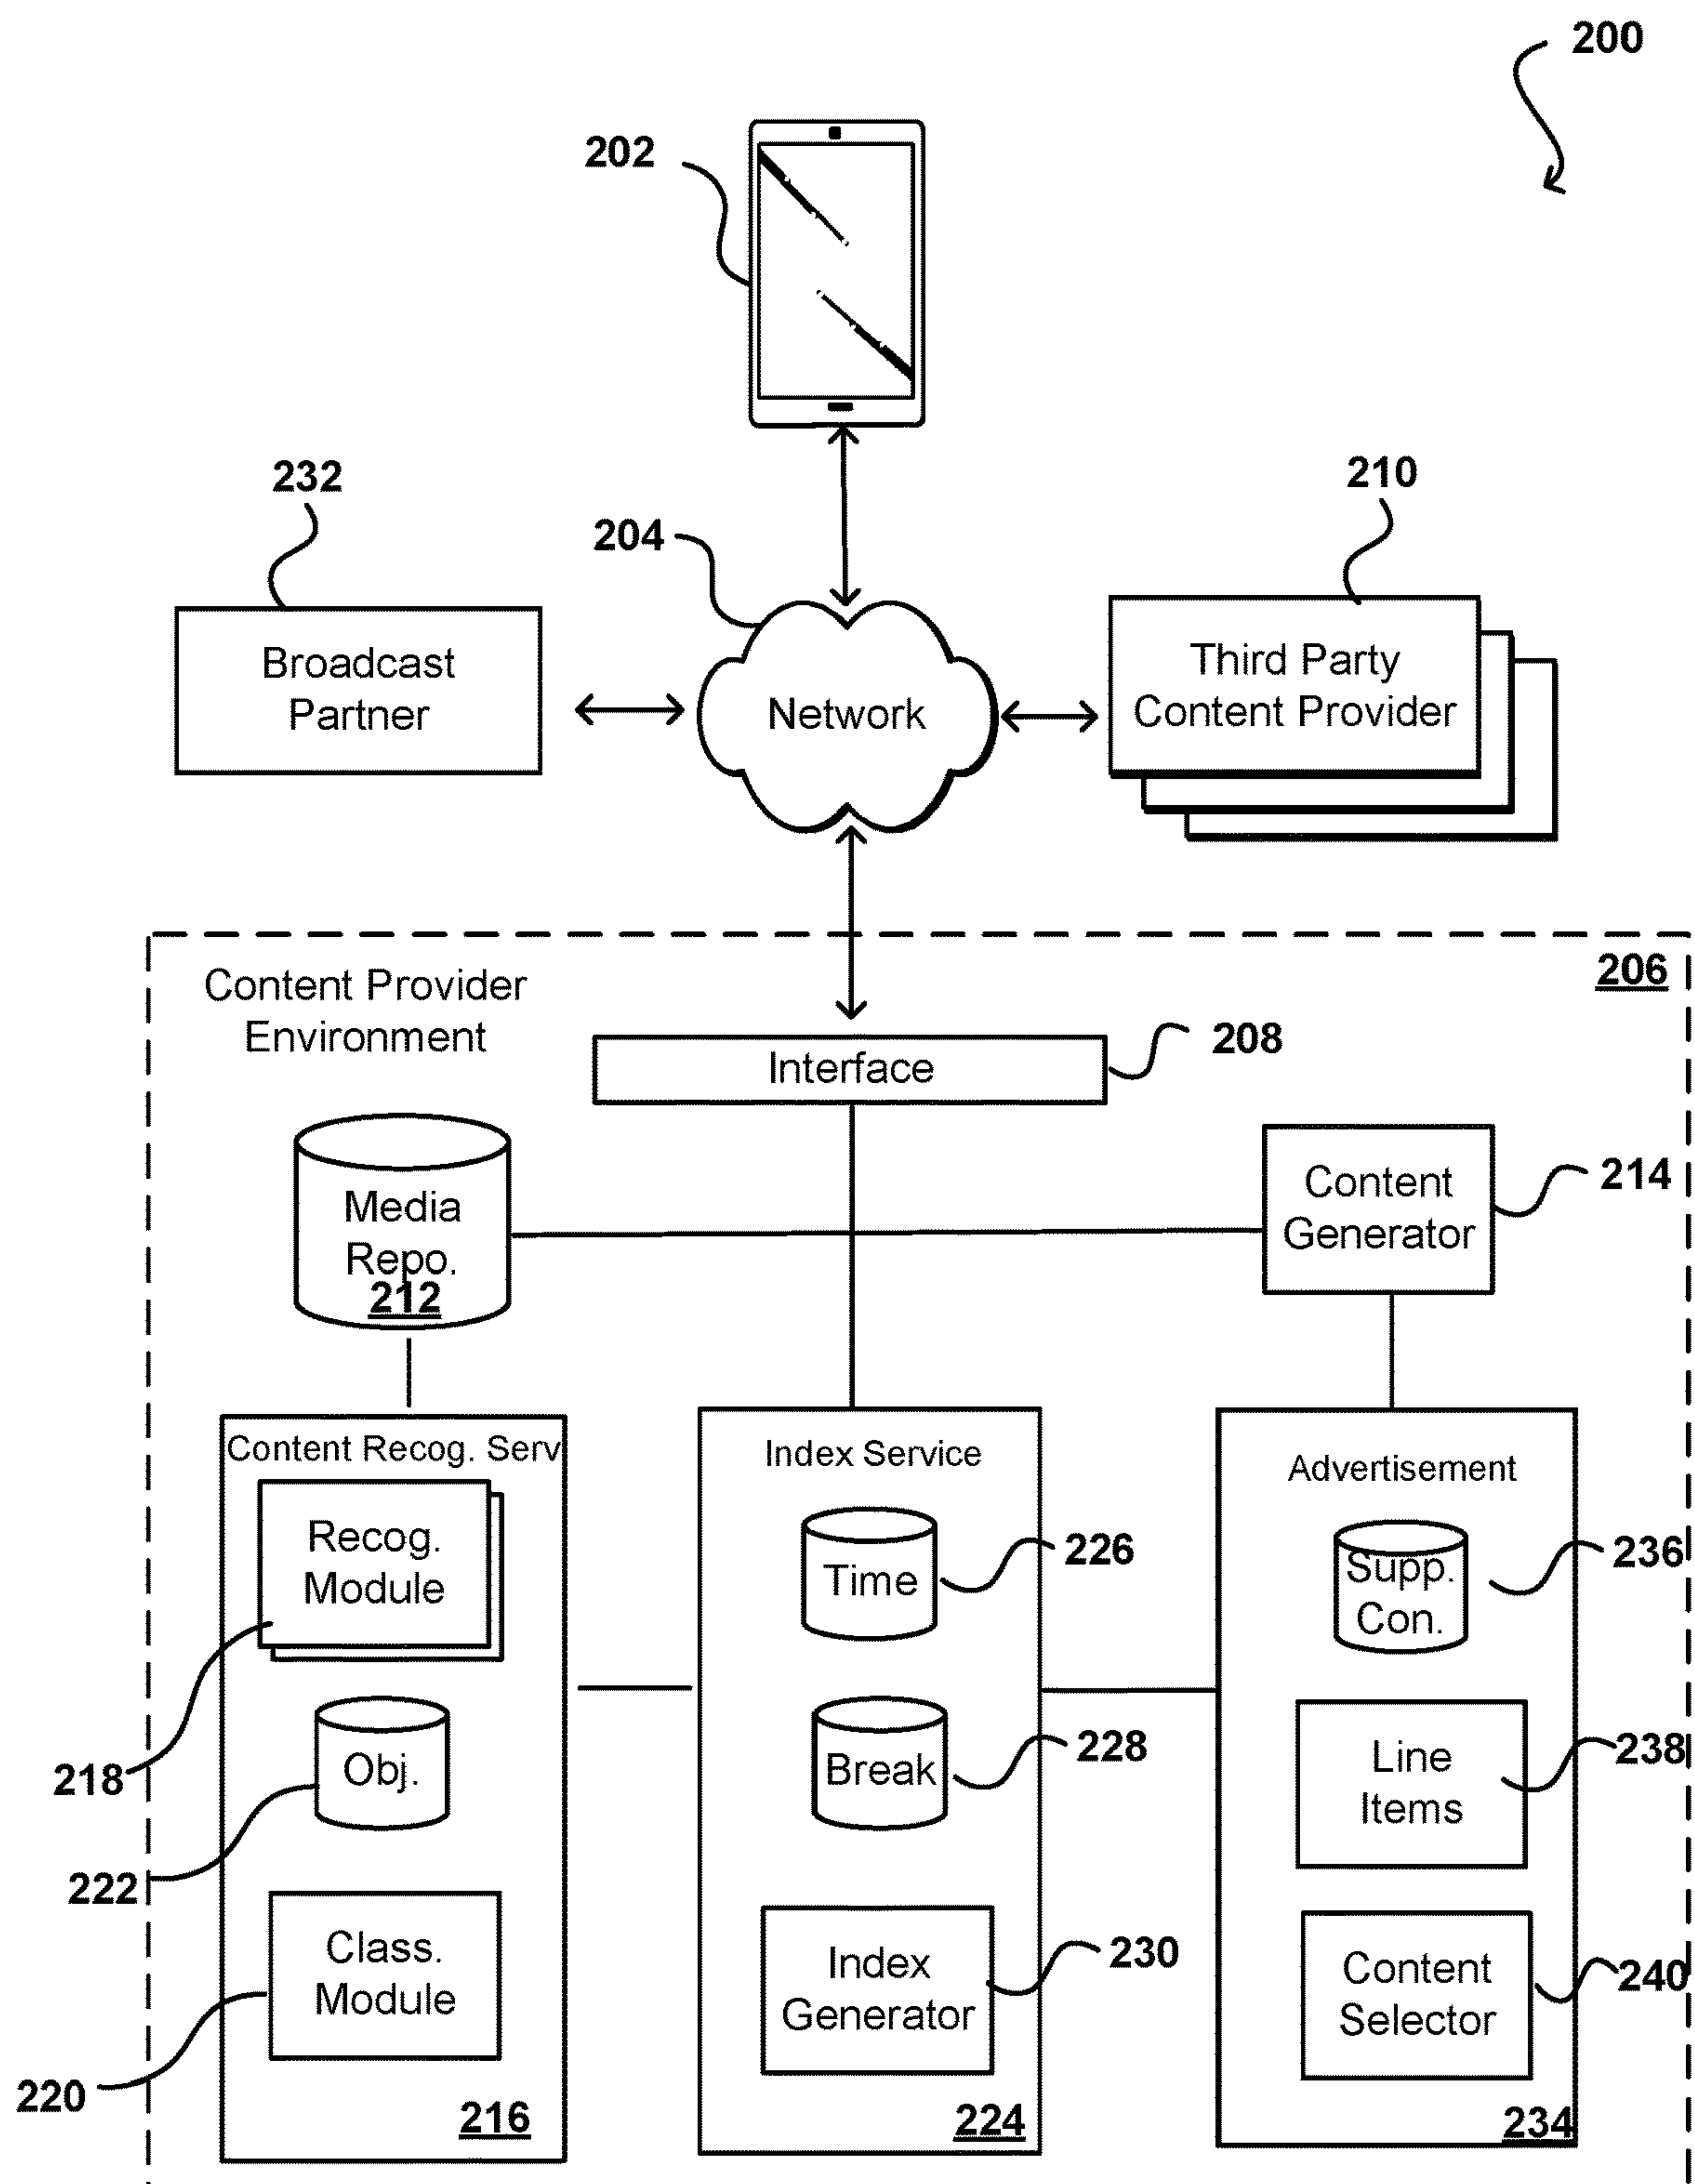 200
202
232
210
204
Broadcast
Partner
Network
Third Party
Content Provider
Content Provider
Environment
206
Interface
208
Media
Repo.
212
Content
Generator
214
Content Recog. Serv
Recog.
Module
218
Obj.
222
Class.
Module
220
216
Index Service
Time
226
Break
228
Index
Generator
230
224
Advertisement
Supp.
Con.
236
Line
Items
238
Content
Selector
240
234